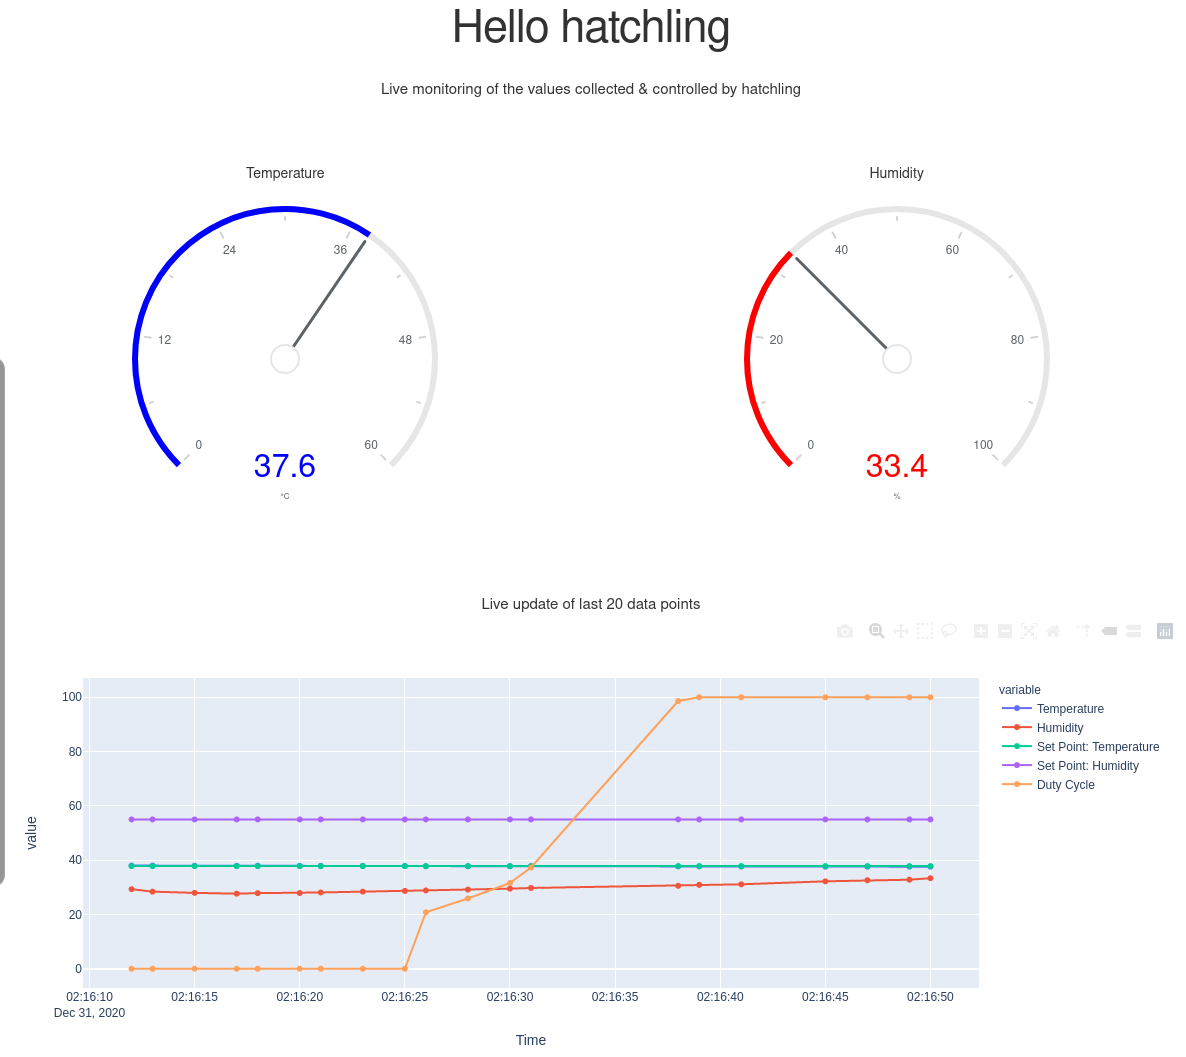 Hello hatchling
Live monitoring of the values collected & controlled by hatchling
Temperature
Humidity
24
36
12
48
0
60
37.6
°C
40
60
20
80
0
100
33.4
%
Live update of last 20 data points
variable
Temperature
Humidity
Set Point: Temperature
Set Point: Humidity
Duty Cycle
value
100
80
60
40
20
0
02:16:10 02:16:15 02:16:20 02:16:25 02:16:30 02:16:35 02:16:40 02:16:45 02:16:50
Dec 31, 2020
Time